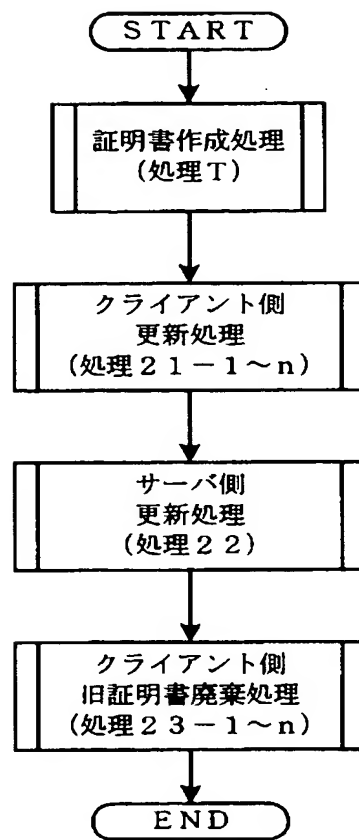 START
証明書作成処理
(処理T)
クライアント側
更新処理
(処理21-1~n)
サーバ側
更新処理
(処理22)
クライアント側
旧証明書廃棄処理
(処理23-1~n)
END